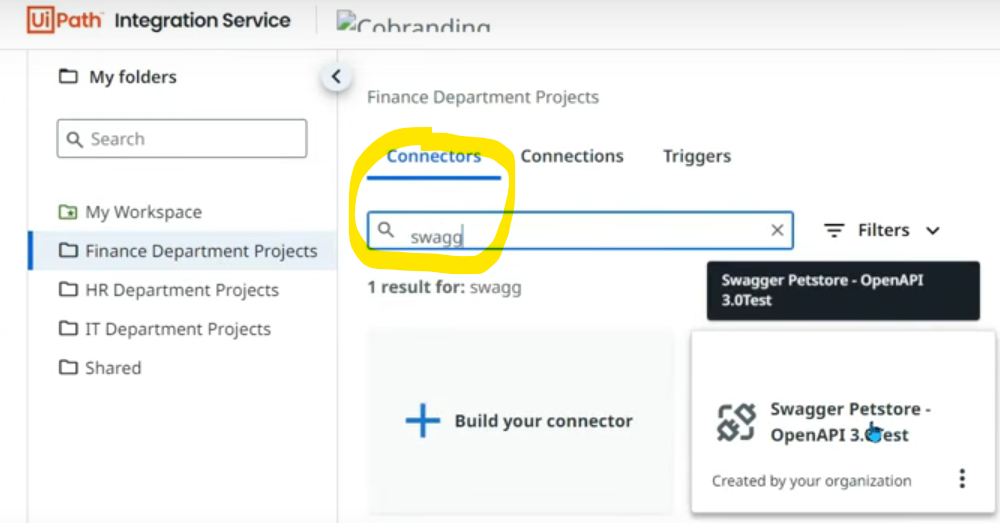 UiPath Integration Service
Cobranding
My folders
Search
My Workspace
Finance Department Projects
HR Department Projects
IT Department Projects
Shared
Finance Department Projects
Connectors Connections Triggers
swagg
Filters
1 result for: swagg
Swagger Petstore - OpenAPI
3.0Test
Build your connector
Swagger Petstore -
OpenAPI 3.0Test
Created by your organization